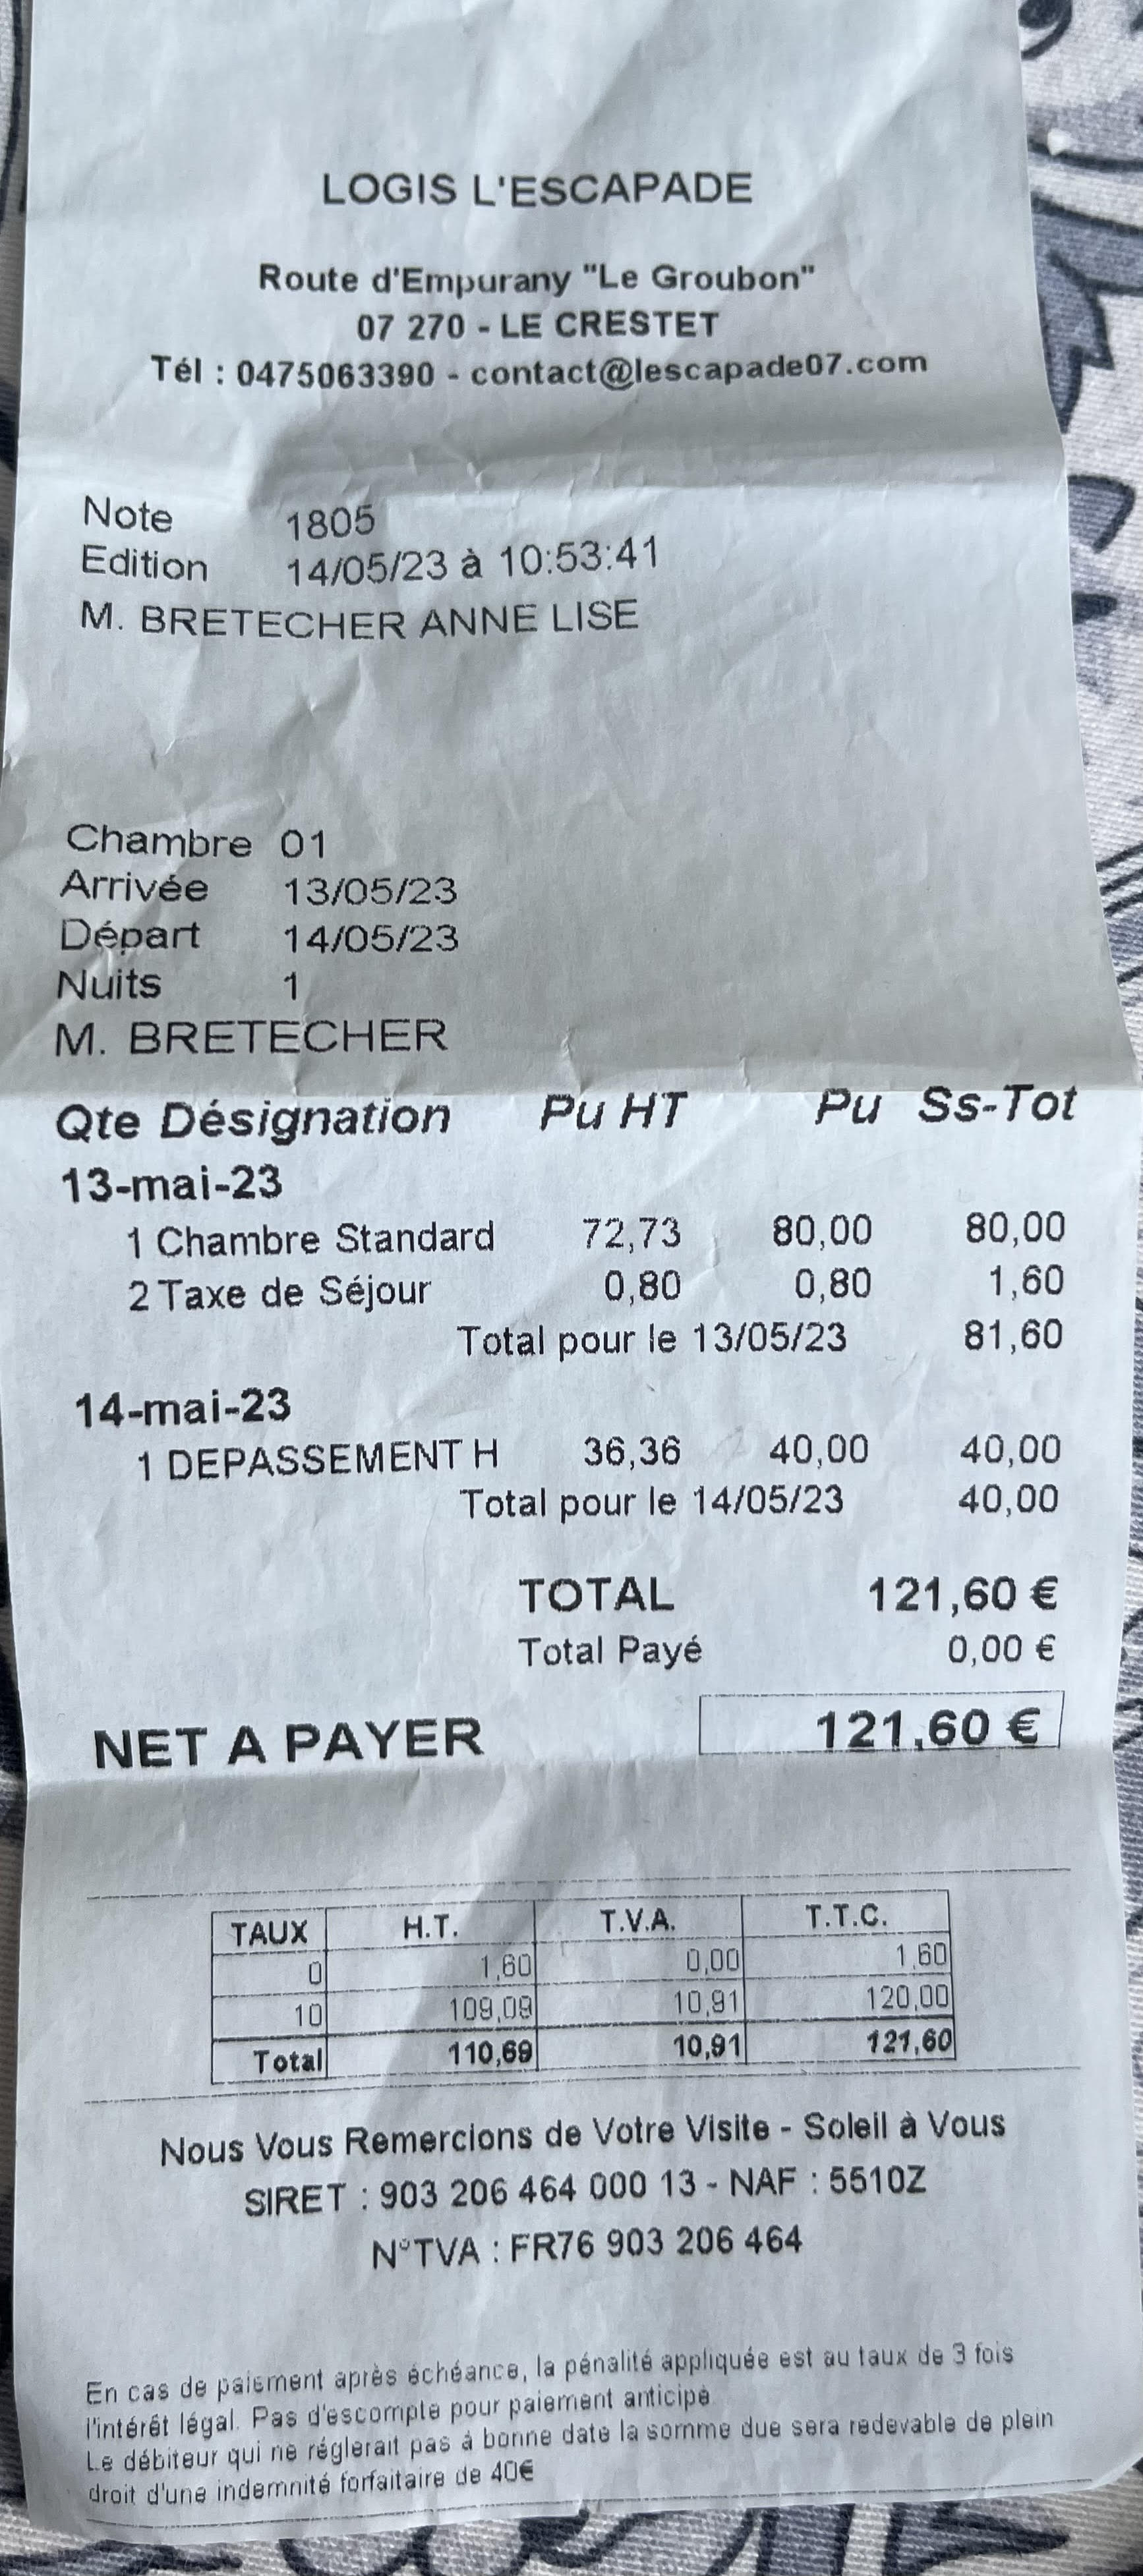 LOGIS L'ESCAPADE
Route d'Empurany "Le Groubon"
07 270 - LE CRESTET
Tél : 0475063390 - contact@lescapade07.com
Note 1805
Edition 14/05/23 à 10:53:41
M. BRETECHER ANNE LISE
Chambre 01
Arrivée 13/05/23
Départ 14/05/23
Nuits 1
M. BRETECHER
Qte Désignation Pu HT Pu Ss-Tot
13-mai-23
1 Chambre Standard 72,73 80,00 80,00
2 Taxe de Séjour 0,80 0,80 1,60
Total pour le 13/05/23 81,60
14-mai-23
1 DEPASSEMENT H 36,36 40,00 40,00
Total pour le 14/05/23 40,00
TOTAL 121,60 €
Total Payé 0,00 €
NET A PAYER 121,60 €
TAUX H.T. T.V.A. T.T.C.
0 1,60 0,00 1,60
10 109,09 10,91 120,00
Total 110,69 10,91 121,60
Nous Vous Remercions de Votre Visite - Soleil à Vous
SIRET : 903 206 464 000 13 - NAF : 5510Z
N°TVA : FR76 903 206 464
En cas de paiement après échéance, la pénalité appliquée est au taux de 3 fois
l'intérêt légal. Pas d'escompte pour paiement anticipé
Le débiteur qui ne réglerait pas à bonne date la somme due sera redevable de plein
droit d'une indemnité forfaitaire de 40€